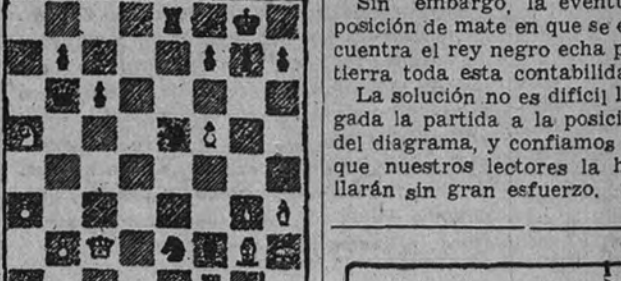 Sin embargo, la eventu
posición de mate en que se e
cuentra el rey negro echa p
tierra toda esta contabilida
La solución no es difícil l
gada la partida a la posici
del diagrama, y confiamos
que nuestros lectores la h
llarán sin gran esfuerzo.